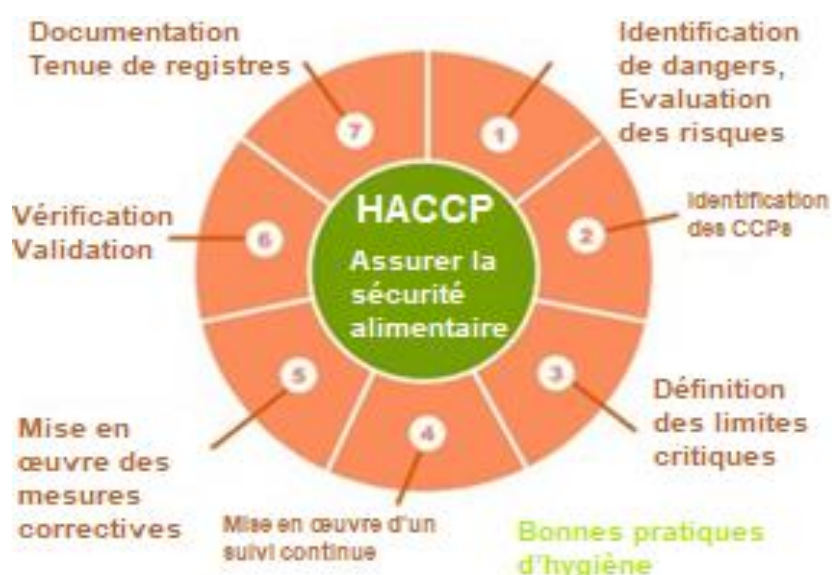 Documentation
Tenue de registres
Identification
de dangers,
Evaluation
des risques
7
1
Vérification
Validation
6
HACCP
Assurer la
sécurité
alimentaire
2
Identification
des CCPs
5
4
3
Définition
des limites
critiques
Mise en
œuvre des
mesures
correctives
Mise en œuvre d'un
suivi continue
Bonnes pratiques
d'hygiène